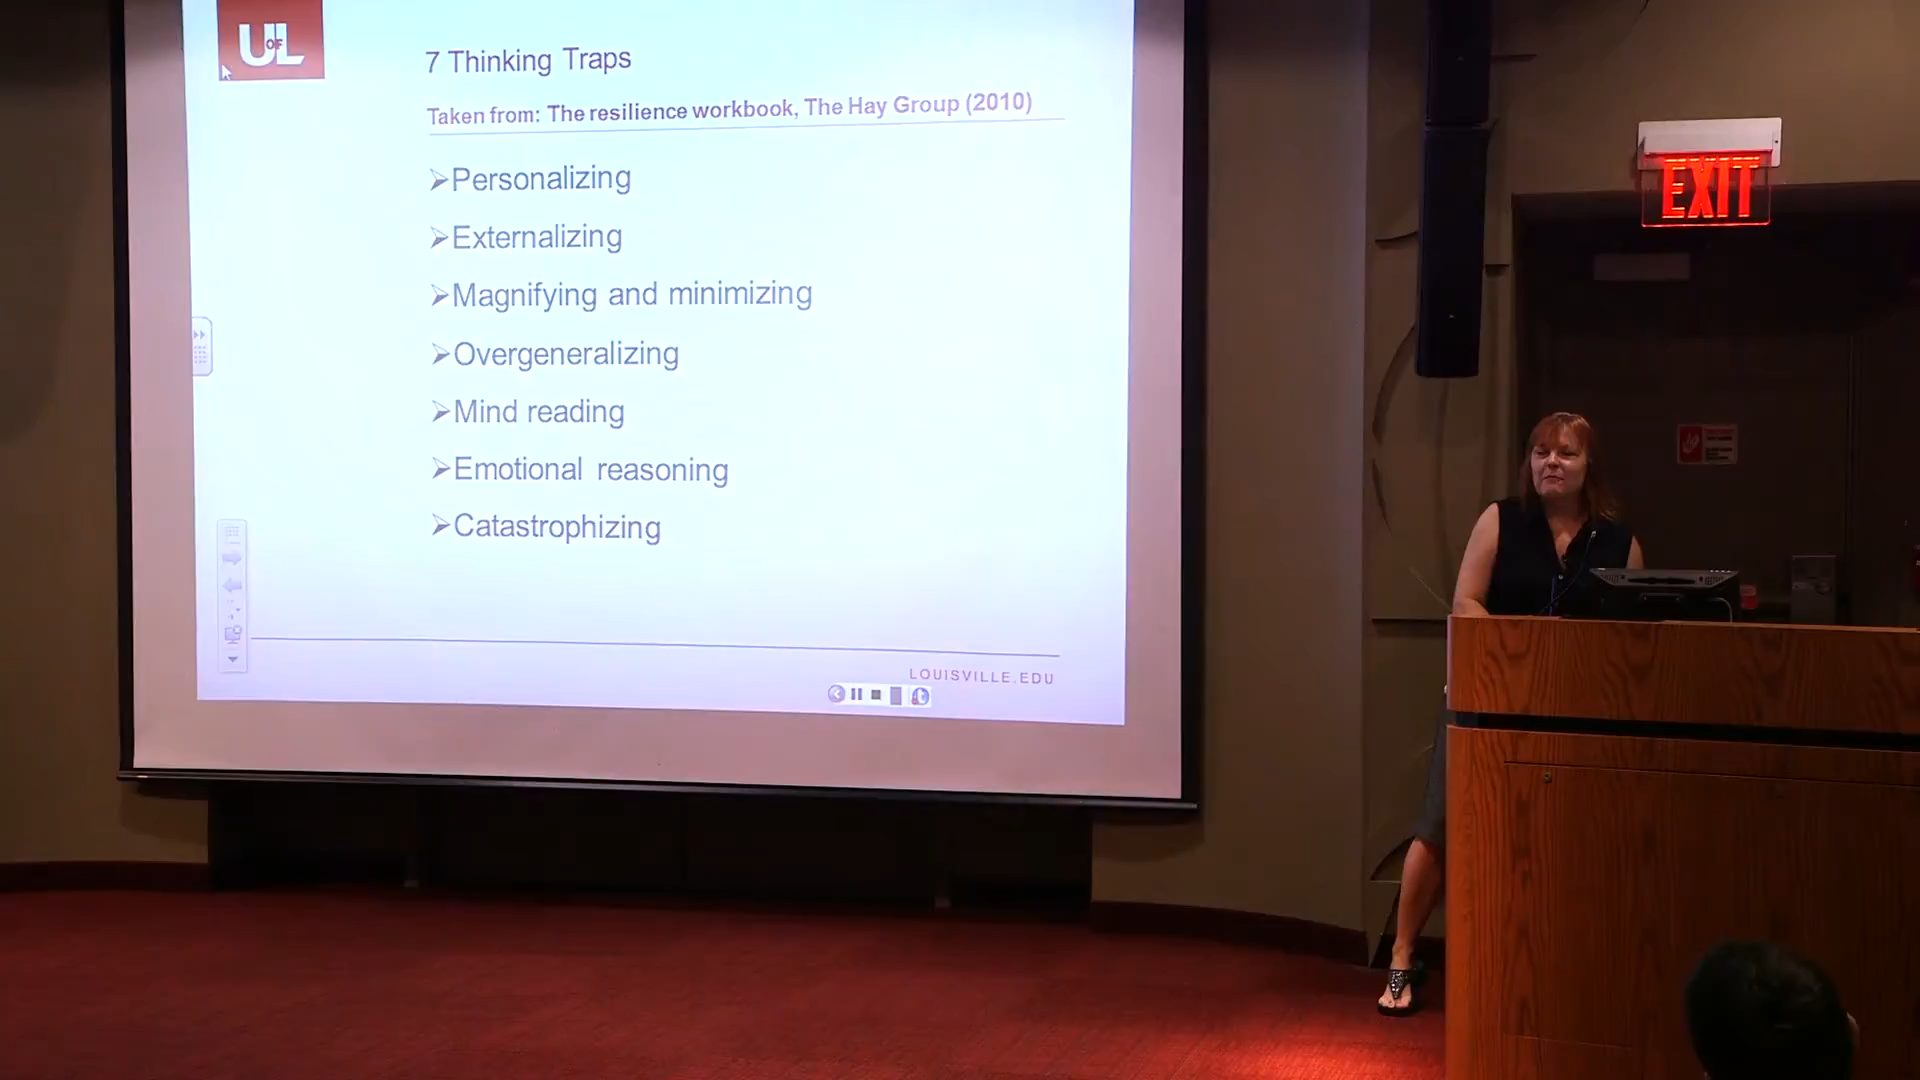 UofL
7 Thinking Traps
Taken from: The resilience workbook, The Hay Group (2010)
➢Personalizing
➢Externalizing
➢Magnifying and minimizing
➢Overgeneralizing
➢Mind reading
➢Emotional reasoning
➢Catastrophizing
LOUISVILLE.EDU
EXIT